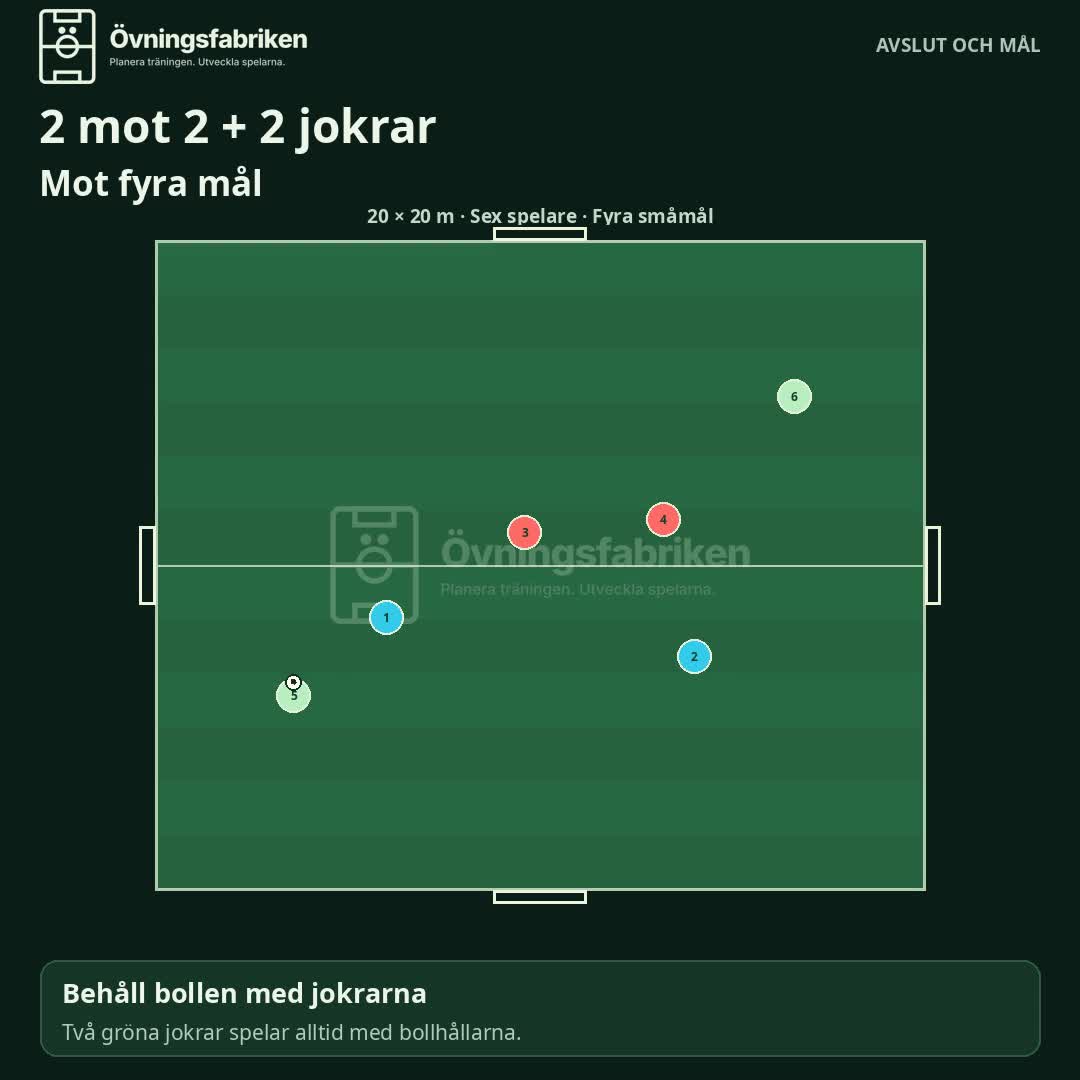 Övningsfabriken
Planera träningen. Utveckla spelarna.
AVSLUT OCH MÅL
2 mot 2 + 2 jokrar
Mot fyra mål
20 × 20 m · Sex spelare · Fyra småmål
6
3
4
Övningsfabriken
Planera träningen. Utveckla spelarna.
1
2
5
Behåll bollen med jokrarna
Två gröna jokrar spelar alltid med bollhållarna.